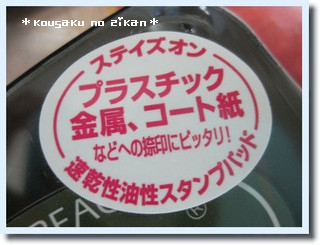 *Kousaku no zikan*
ステイズオン
プラスチック
金属、コート紙
などへの捺印にピッタリ!
速乾性油性スタンプパッド
®